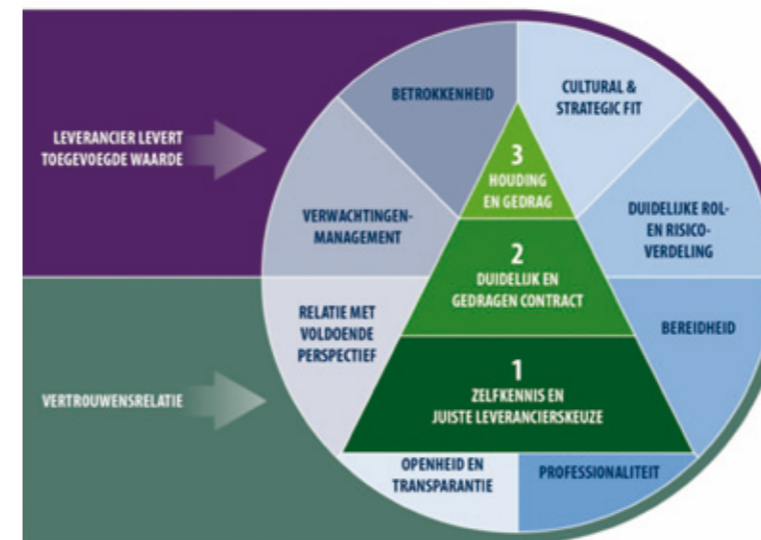 LEVERANCIER LEVERT
TOEGEVOEGDE WAARDE
VERTROUWENSRELATIE
BETROKKENHEID
CULTURAL &
STRATEGIC FIT
VERWACHTINGEN-
MANAGEMENT
DUIDELIJKE ROL-
EN RISICO-
VERDELING
RELATIE MET
VOLDOENDE
PERSPECTIEF
BEREIDHEID
OPENHEID EN
TRANSPARANTIE
PROFESSIONALITEIT
3
HOUDING
EN GEDRAG
2
DUIDELIJK EN
GEDRAGEN CONTRACT
1
ZELFKENNIS EN
JUISTE LEVERANCIERSKEUZE